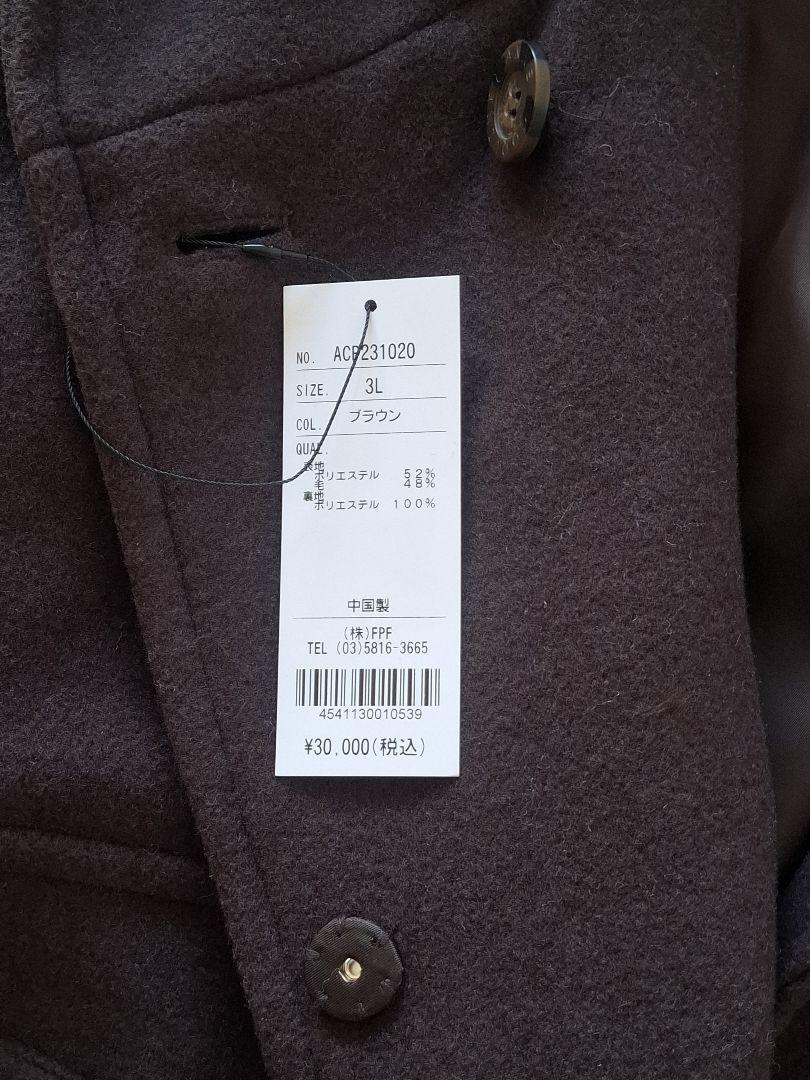 NO. ACP231020
SIZE. 3L
COL. ブラウン
QUAL.
表地
ポリエステル 52%
毛 48%
裏地
ポリエステル 100%
中国製
(株)FPF
TEL (03)5816-3665
4541130010539
¥30,000(税込)